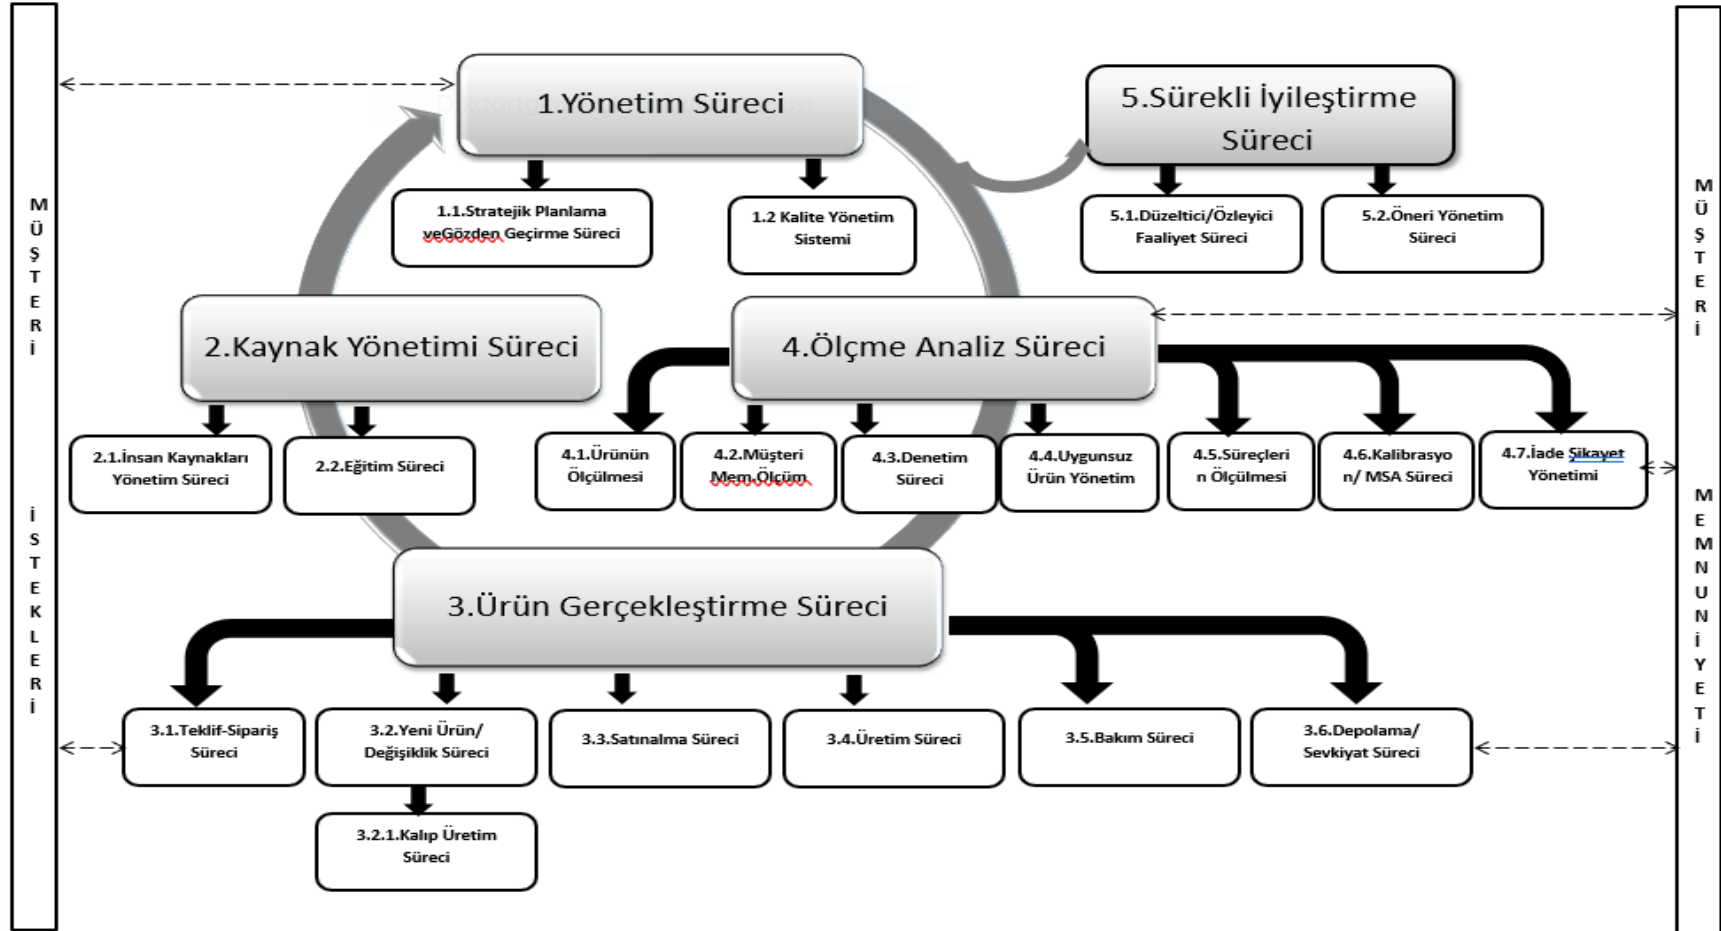 MÜŞTERİ İSTEKLERİ
1.Yönetim Süreci
5.Sürekli İyileştirme
Süreci
1.1.Stratejik Planlama
veGözden Geçirme Süreci
1.2 Kalite Yönetim
Sistemi
5.1.Düzeltici/Özleyici
Faaliyet Süreci
5.2.Öneri Yönetim
Süreci
2.Kaynak Yönetimi Süreci
4.Ölçme Analiz Süreci
2.1.İnsan Kaynakları
Yönetim Süreci
2.2.Eğitim Süreci
4.1.Ürünün
Ölçülmesi
4.2.Müşteri
Mem.Ölçüm
4.3.Denetim
Süreci
4.4.Uygunsuz
Ürün Yönetim
4.5.Süreçleri
n Ölçülmesi
4.6.Kalibrasyo
n/ MSA Süreci
4.7.İade Şikayet
Yönetimi
3.Ürün Gerçekleştirme Süreci
3.1.Teklif-Sipariş
Süreci
3.2.Yeni Ürün/
Değişiklik Süreci
3.3.Satınalma Süreci
3.4.Üretim Süreci
3.5.Bakım Süreci
3.6.Depolama/
Sevkiyat Süreci
3.2.1.Kalıp Üretim
Süreci
MÜŞTERİ MEMNUNİYETİ